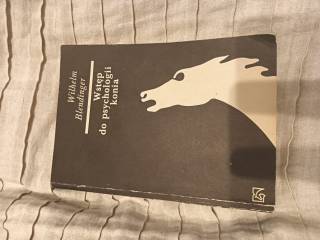 Wilhelm
Blendinger
Wstęp
do psychologii
konia